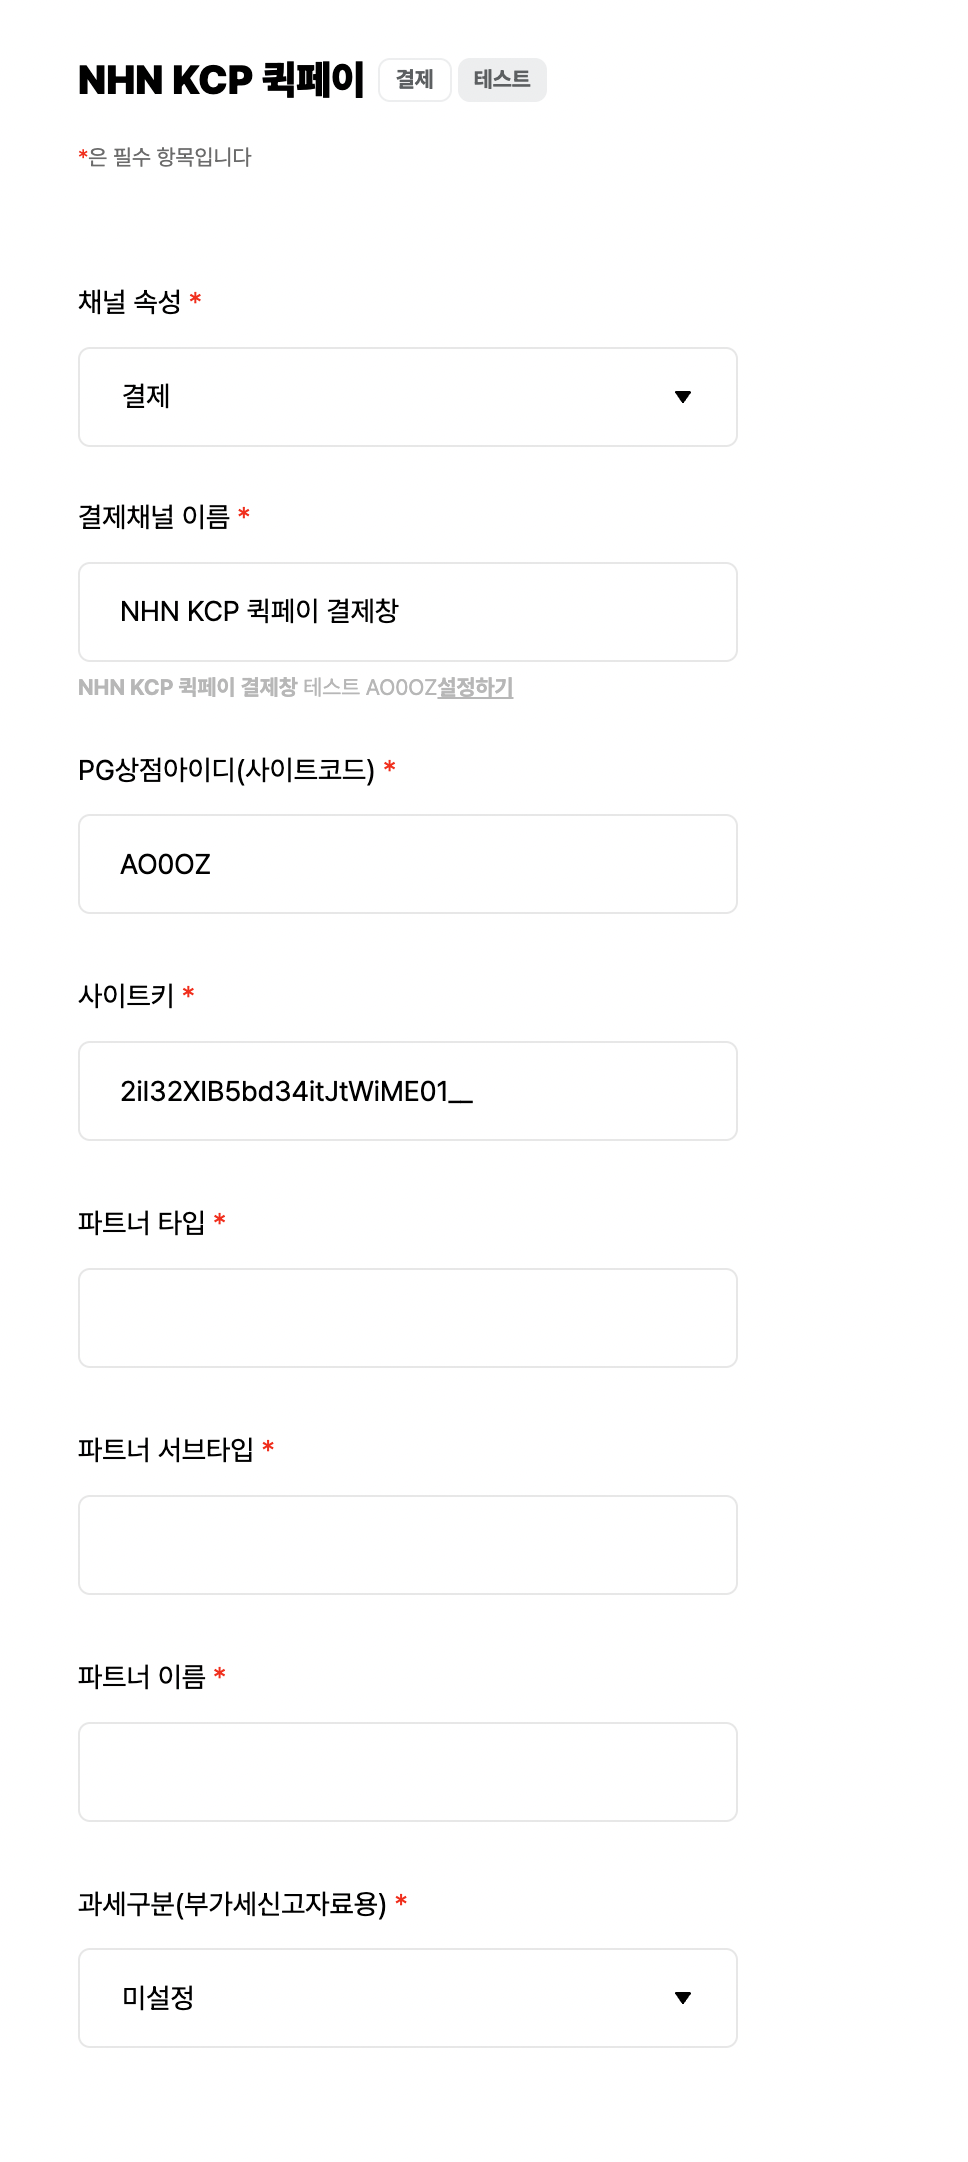 NHN KCP 퀵페이 결제 테스트
*은 필수 항목입니다
채널 속성 *
결제
결제채널 이름 *
NHN KCP 퀵페이 결제창
NHN KCP 퀵페이 결제창 테스트 AO0OZ설정하기
PG상점아이디(사이트코드) *
AO0OZ
사이트키 *
2iI32XIB5bd34itJtWiME01__
파트너 타입 *
파트너 서브타입 *
파트너 이름 *
과세구분(부가세신고자료용) *
미설정